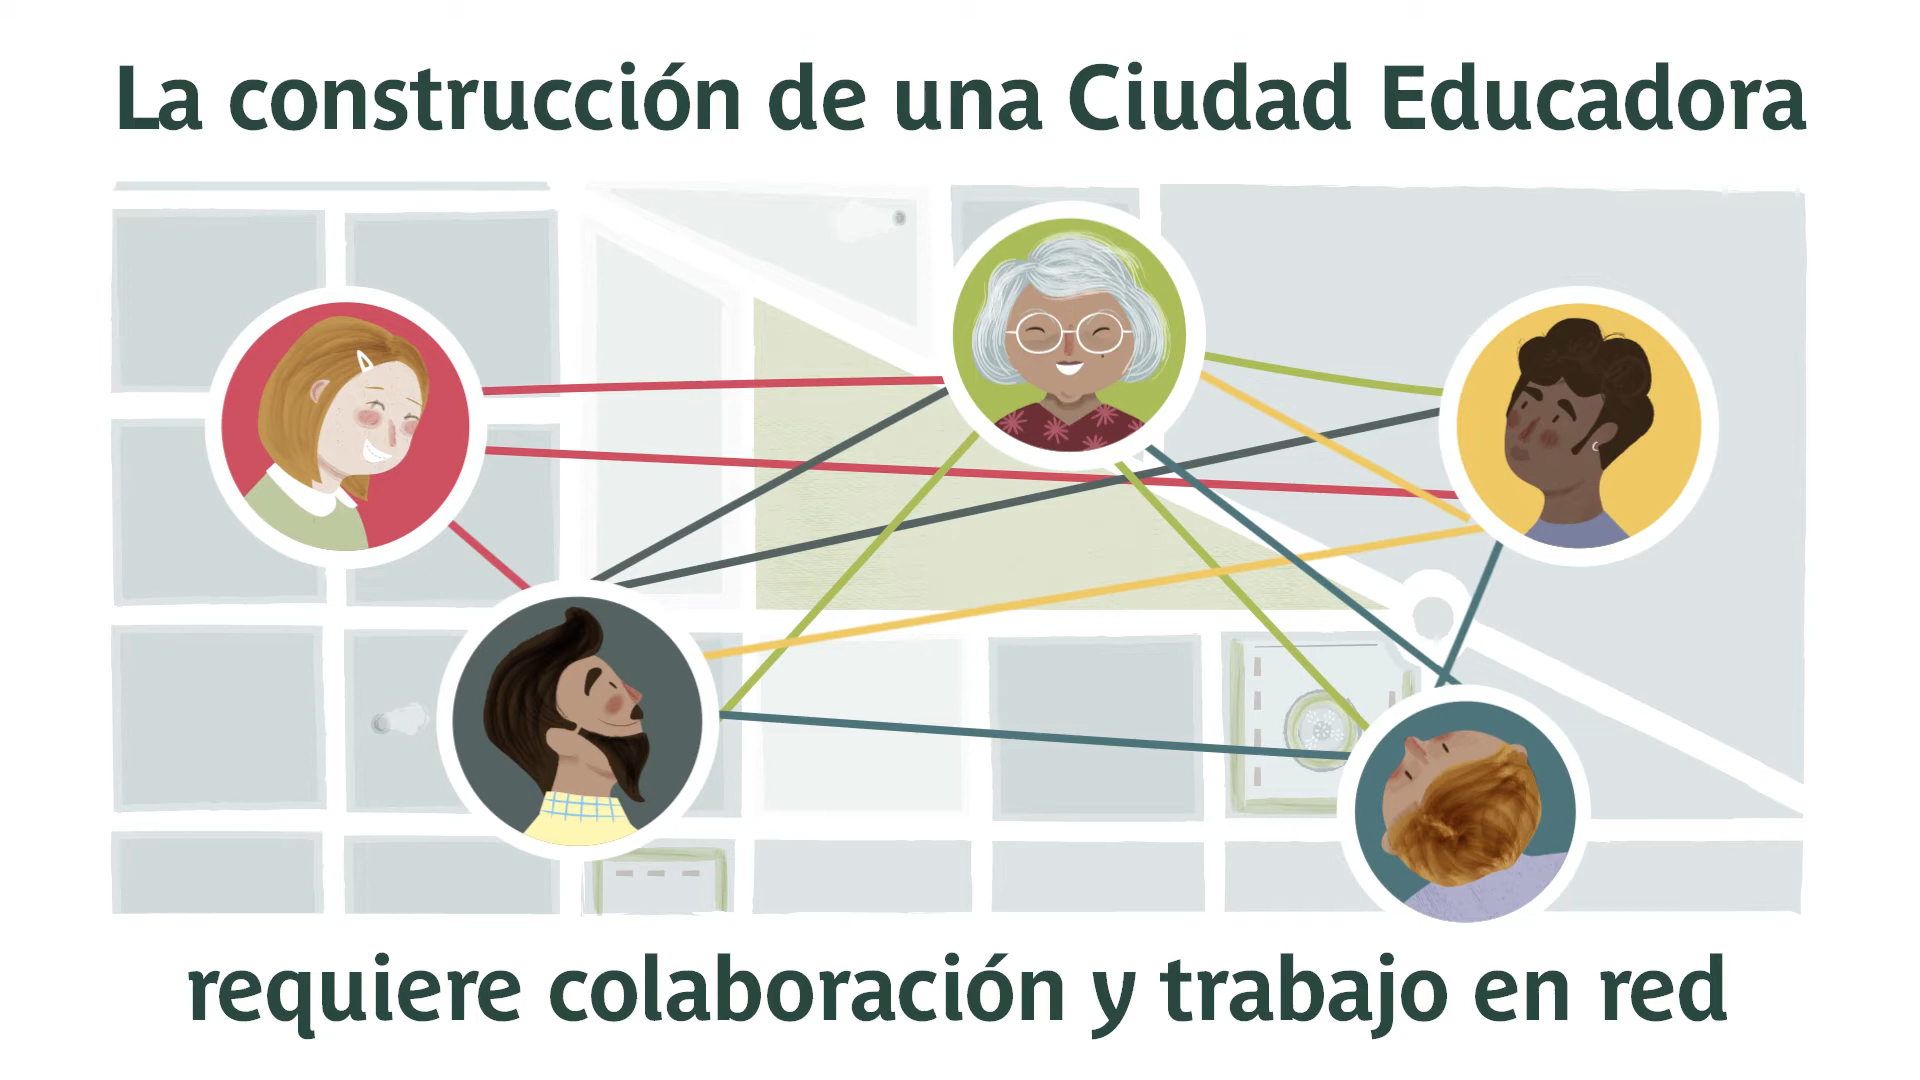 La construcción de una Ciudad Educadora
requiere colaboración y trabajo en red